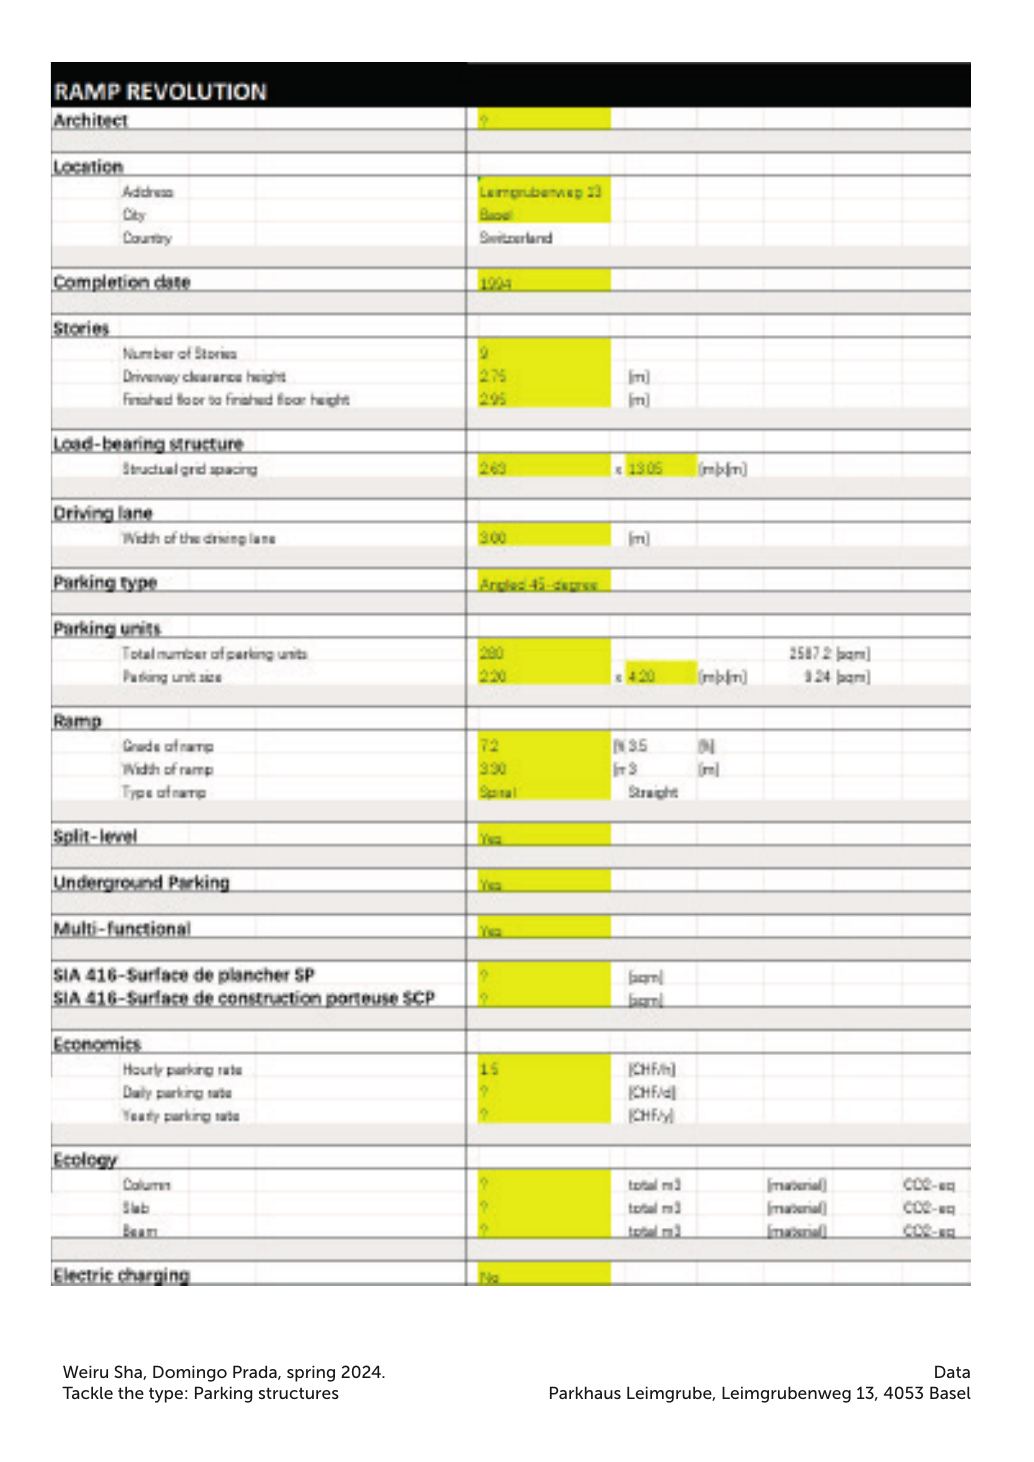 RAMP REVOLUTION
Architect ?
Location
Address Leimgrubenweg 13
City Basel
Country Switzerland
Completion date 1994
Stories
Number of Stories 9
Driveway clearance height 2.75 [m]
Finished floor to finished floor height 2.95 [m]
Load-bearing structure
Structual grid spacing 2.63 x 13.05 [m]x[m]
Driving lane
Width of the driving lane 3.00 [m]
Parking type Angled 45-degree
Parking units
Total number of parking units 280 2587.2 [sqm]
Parking unit size 2.20 x 4.20 [m]x[m] 9.24 [sqm]
Ramp
Grade of ramp 7.2 [% 3.5 [%]
Width of ramp 3.30 [m 3 [m]
Type of ramp Spiral Straight
Split-level Yes
Underground Parking Yes
Multi-functional Yes
SIA 416-Surface de plancher SP ? [sqm]
SIA 416-Surface de construction porteuse SCP ? [sqm]
Economics
Hourly parking rate 1.5 [CHF/h]
Daily parking rate ? [CHF/d]
Yearly parking rate ? [CHF/y]
Ecology
Column ? total m3 [material] CO2-eq
Slab ? total m3 [material] CO2-eq
Beam ? total m3 [material] CO2-eq
Electric charging No
Weiru Sha, Domingo Prada, spring 2024.
Tackle the type: Parking structures
Data
Parkhaus Leimgrube, Leimgrubenweg 13, 4053 Basel